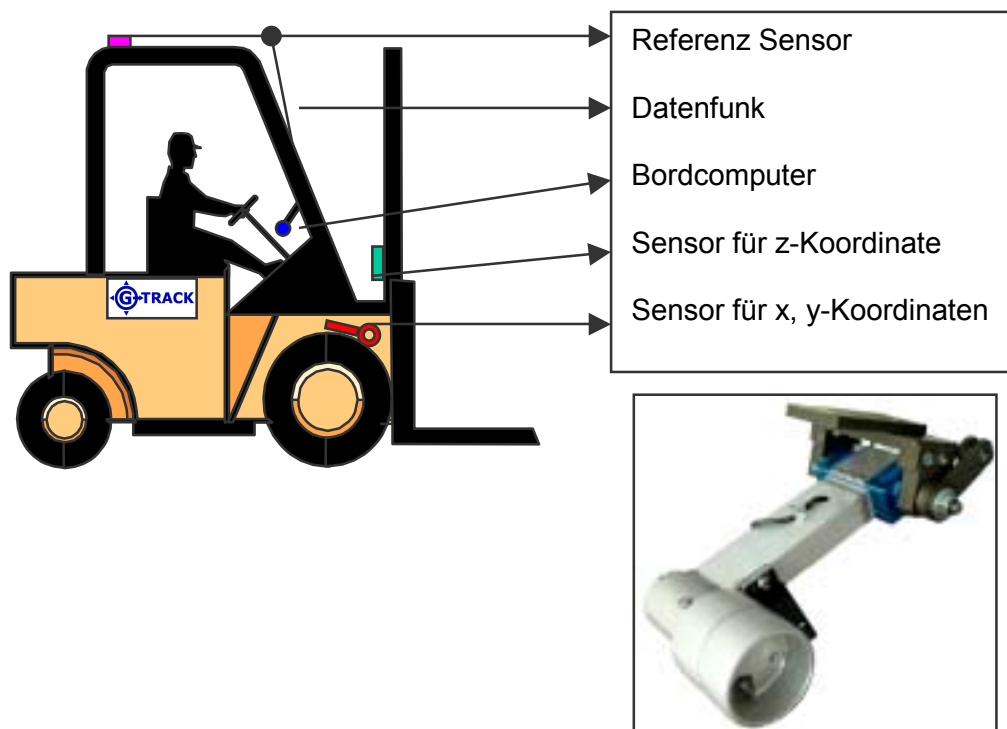 Referenz Sensor
Datenfunk
Bordcomputer
Sensor für z-Koordinate
Sensor für x, y-Koordinaten
G-TRACK